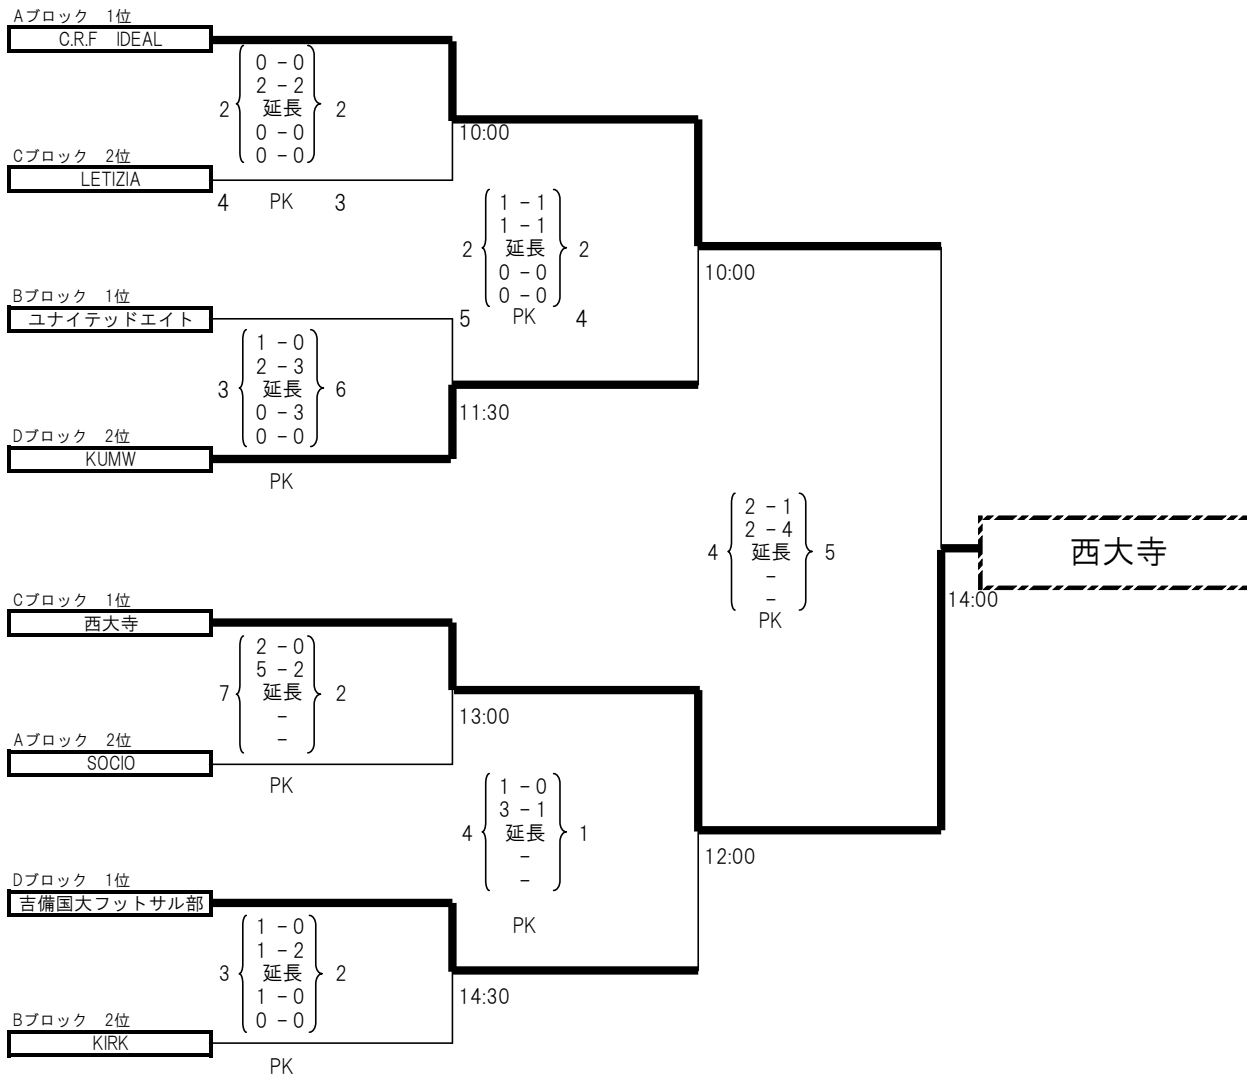 Aブロック 1位
C.R.F IDEAL
0 - 0
2 - 2
2 延長 2
0 - 0
0 - 0
10:00
Cブロック 2位
LETIZIA
4 PK 3
1 - 1
1 - 1
2 延長 2
0 - 0
0 - 0
5 PK 4
10:00
Bブロック 1位
ユナイテッドエイト
1 - 0
2 - 3
3 延長 6
0 - 3
0 - 0
11:30
Dブロック 2位
KUMW
PK
2 - 1
2 - 4
4 延長 5
-
-
PK
西大寺
14:00
Cブロック 1位
西大寺
2 - 0
5 - 2
7 延長 2
-
-
13:00
Aブロック 2位
SOCIO
PK
1 - 0
3 - 1
4 延長 1
-
-
PK
12:00
Dブロック 1位
吉備国大フットサル部
1 - 0
1 - 2
3 延長 2
1 - 0
0 - 0
14:30
Bブロック 2位
KIRK
PK